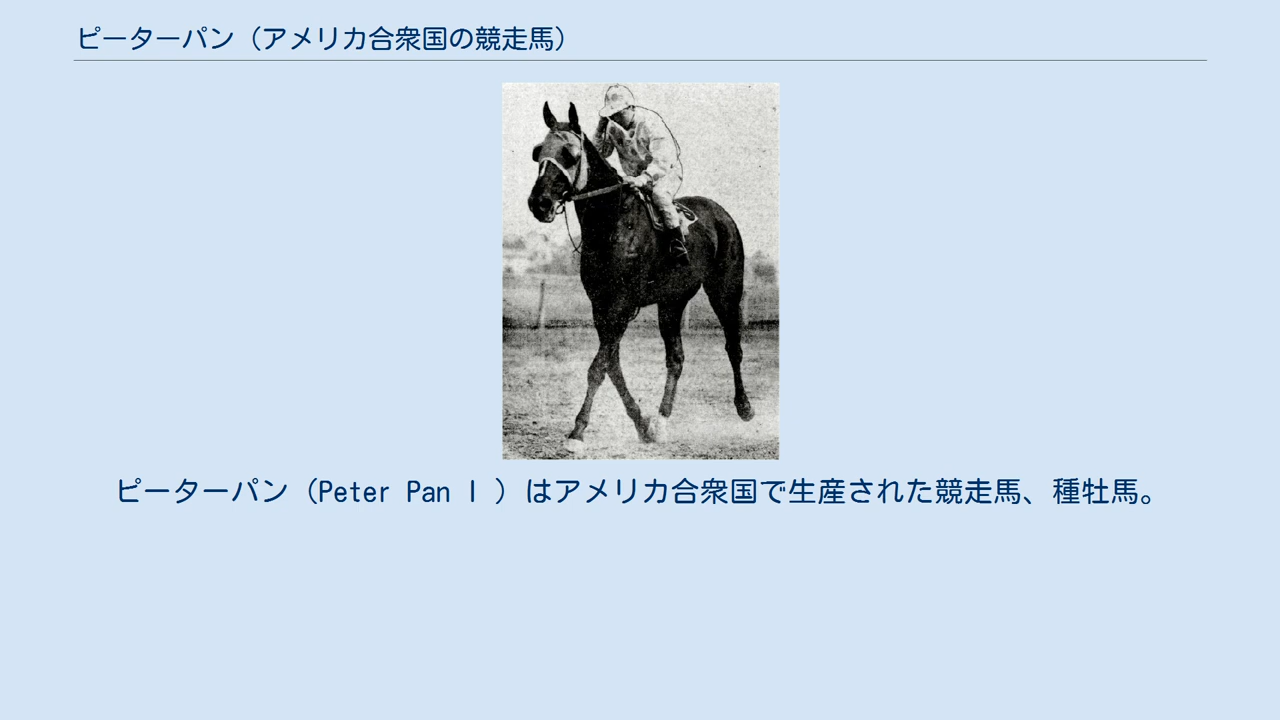 ピーターパン（アメリカ合衆国の競走馬）
ピーターパン（Peter Pan I ）はアメリカ合衆国で生産された競走馬、種牡馬。